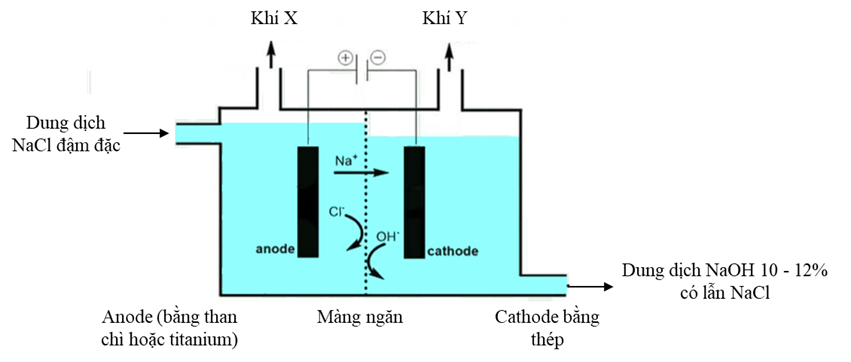 Khí X
Khí Y
+
−
Dung dịch
NaCl đậm đặc
Na⁺
Cl⁻
OH⁻
anode
cathode
Dung dịch NaOH 10 - 12%
có lẫn NaCl
Anode (bằng than
chì hoặc titanium)
Màng ngăn
Cathode bằng
thép